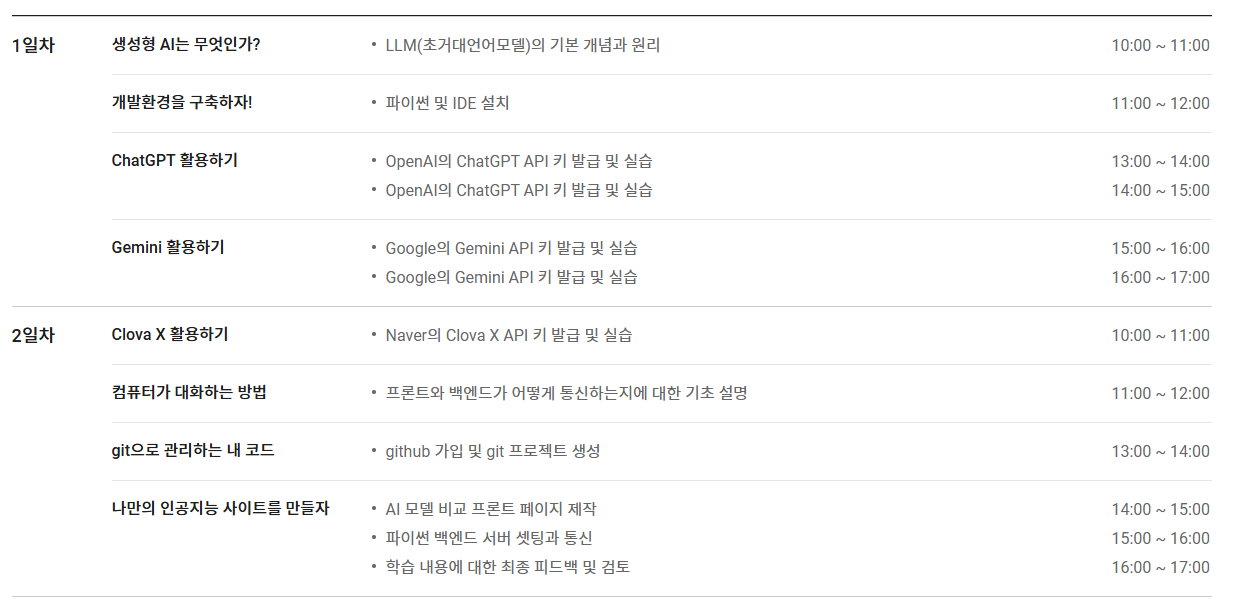 1일차 생성형 AI는 무엇인가? • LLM(초거대언어모델)의 기본 개념과 원리 10:00 ~ 11:00
개발환경을 구축하자! • 파이썬 및 IDE 설치 11:00 ~ 12:00
ChatGPT 활용하기 • OpenAI의 ChatGPT API 키 발급 및 실습 13:00 ~ 14:00
• OpenAI의 ChatGPT API 키 발급 및 실습 14:00 ~ 15:00
Gemini 활용하기 • Google의 Gemini API 키 발급 및 실습 15:00 ~ 16:00
• Google의 Gemini API 키 발급 및 실습 16:00 ~ 17:00
2일차 Clova X 활용하기 • Naver의 Clova X API 키 발급 및 실습 10:00 ~ 11:00
컴퓨터가 대화하는 방법 • 프론트와 백엔드가 어떻게 통신하는지에 대한 기초 설명 11:00 ~ 12:00
git으로 관리하는 내 코드 • github 가입 및 git 프로젝트 생성 13:00 ~ 14:00
나만의 인공지능 사이트를 만들자 • AI 모델 비교 프론트 페이지 제작 14:00 ~ 15:00
• 파이썬 백엔드 서버 셋팅과 통신 15:00 ~ 16:00
• 학습 내용에 대한 최종 피드백 및 검토 16:00 ~ 17:00